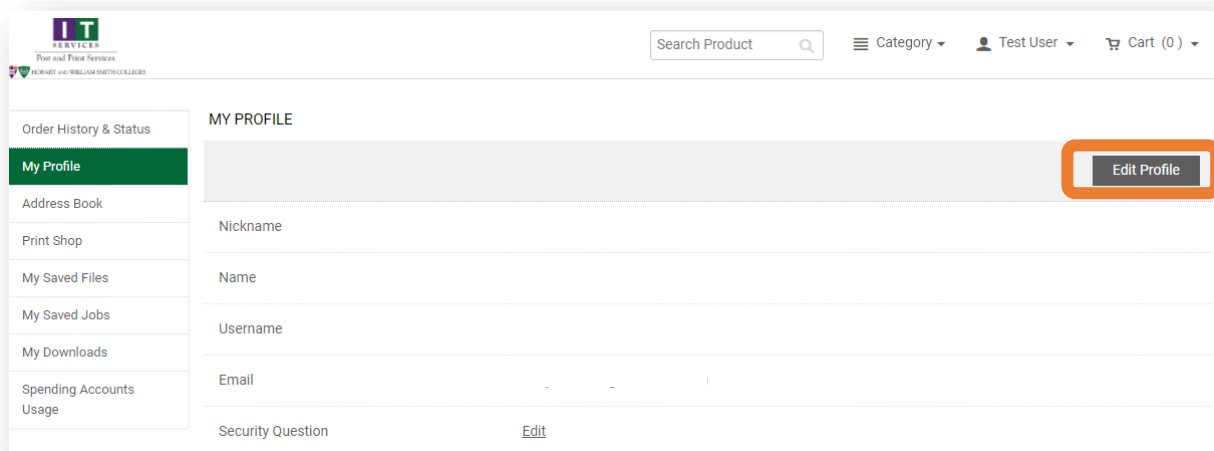 IT
SERVICES
Post and Print Services
HOBART AND WILLIAM SMITH COLLEGES
Search Product
Category
Test User
Cart (0)
Order History & Status
My Profile
Address Book
Print Shop
My Saved Files
My Saved Jobs
My Downloads
Spending Accounts
Usage
MY PROFILE
Edit Profile
Nickname
Name
Username
Email
Security Question
Edit